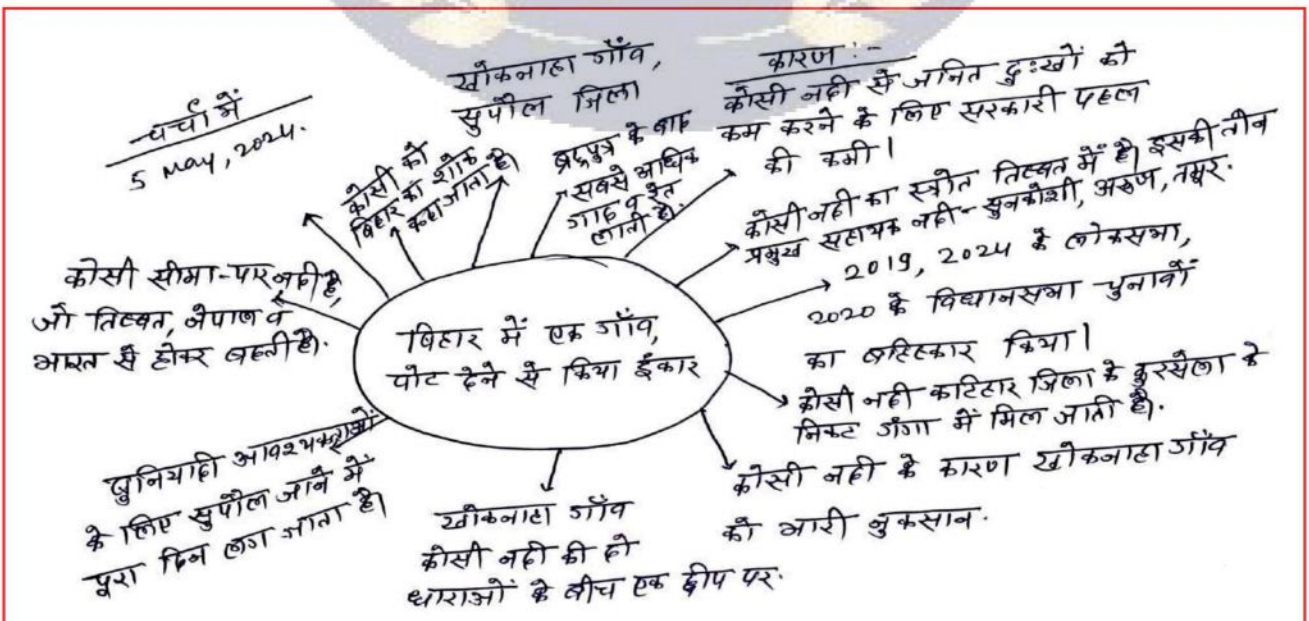 चर्चा में
5 May, 2024.
कोसी को
बिहार का शोक
कहा जाता है।
खोकनाहा गाँव,
सुपौल जिला
ब्रह्मपुत्र के बाद
सबसे अधिक
गाद व रेत
लाती है.
कारण :-
कोसी नदी से जनित दुःखों को
कम करने के लिए सरकारी पहल
की कमी।
कोसी नदी का स्त्रोत तिब्बत में है। इसकी तीन
प्रमुख सहायक नदी - सुनकोशी, अरुण, तमूर.
2019, 2024 के लोकसभा,
2020 के विधानसभा चुनावों
का बहिष्कार किया।
कोसी नदी कटिहार जिला के कुरसेला के
निकट गंगा में मिल जाती है.
कोसी नदी के कारण खोकनाहा गाँव
को भारी नुकसान.
खोकनाहा गाँव
कोसी नदी की दो
धाराओं के बीच एक द्वीप पर.
बुनियादी आवश्यकताओं
के लिए सुपौल जाने में
पूरा दिन लग जाता है।
कोसी सीमा-पार नदी है,
जो तिब्बत, नेपाल व
भारत से होकर बहती है.
बिहार में एक गाँव,
वोट देने से किया इंकार